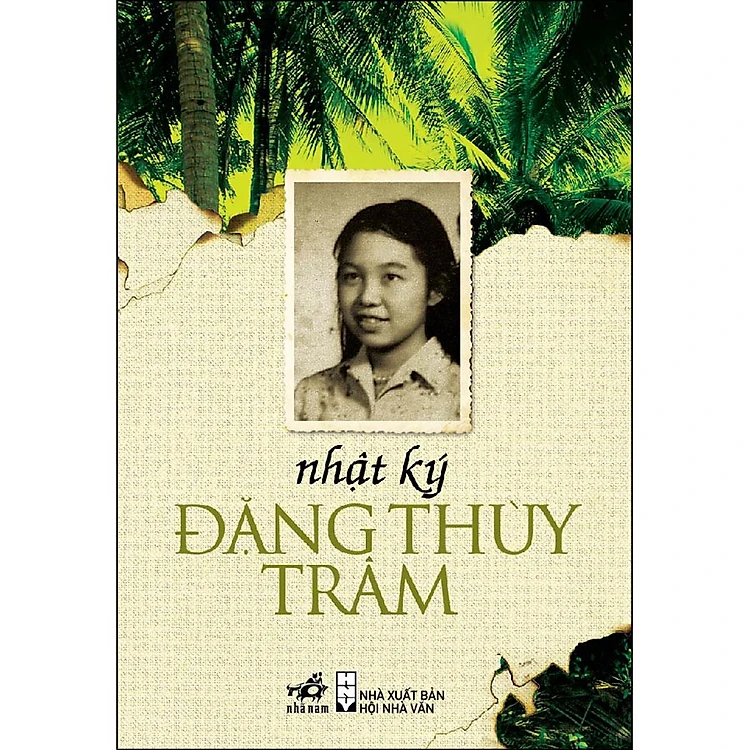 nhật ký
ĐẶNG THÙY
TRÂM
nhã nam
NHÀ XUẤT BẢN
HỘI NHÀ VĂN